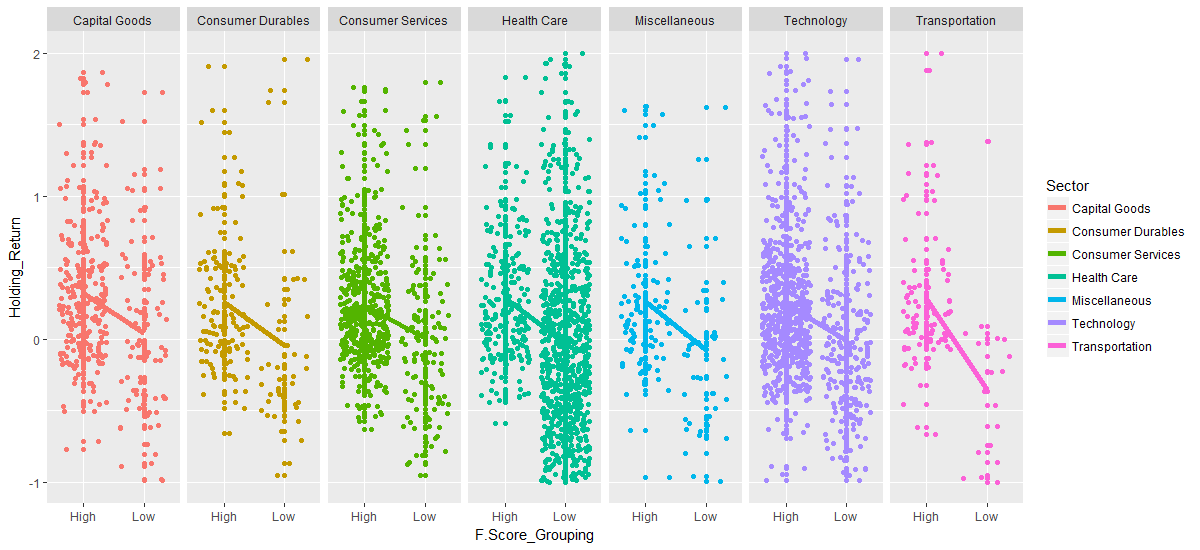 Capital Goods Consumer Durables Consumer Services Health Care Miscellaneous Technology Transportation
2
1
0
-1
Holding_Return
High Low High Low High Low High Low High Low High Low High Low
F.Score_Grouping
Sector
Capital Goods
Consumer Durables
Consumer Services
Health Care
Miscellaneous
Technology
Transportation